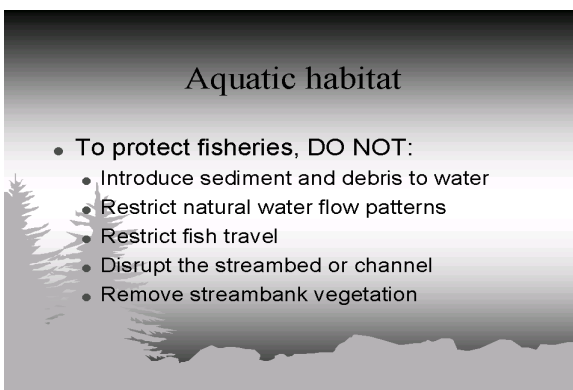 Aquatic habitat
• To protect fisheries, DO NOT:
• Introduce sediment and debris to water
• Restrict natural water flow patterns
• Restrict fish travel
• Disrupt the streambed or channel
• Remove streambank vegetation